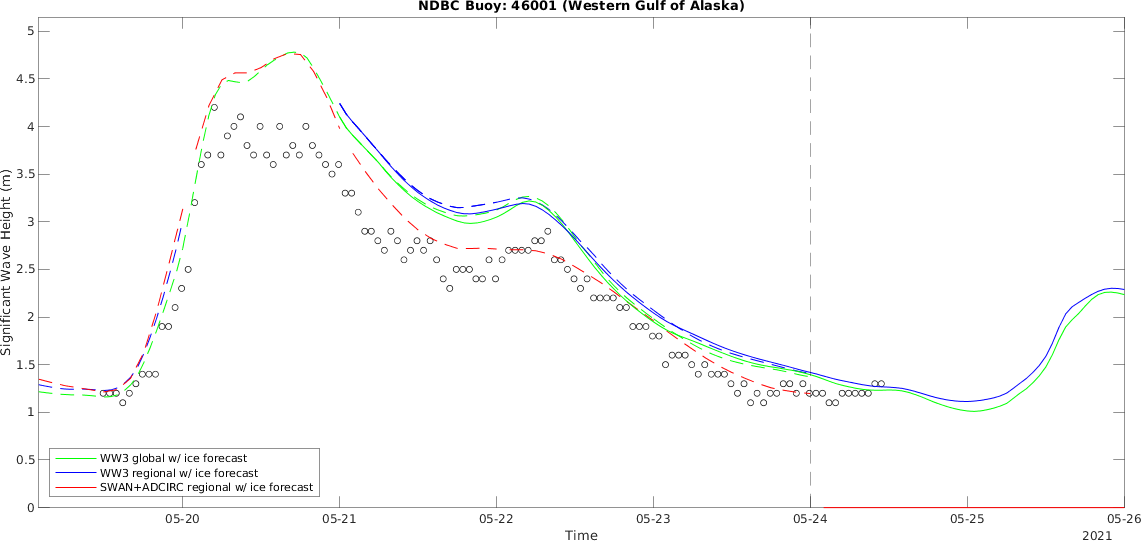 NDBC Buoy: 46001 (Western Gulf of Alaska)
5
4.5
4
3.5
3
2.5
2
1.5
1
0.5
0
Significant Wave Height (m)
WW3 global w/ ice forecast
WW3 regional w/ ice forecast
SWAN+ADCIRC regional w/ ice forecast
05-20 05-21 05-22 05-23 05-24 05-25 05-26
Time
2021